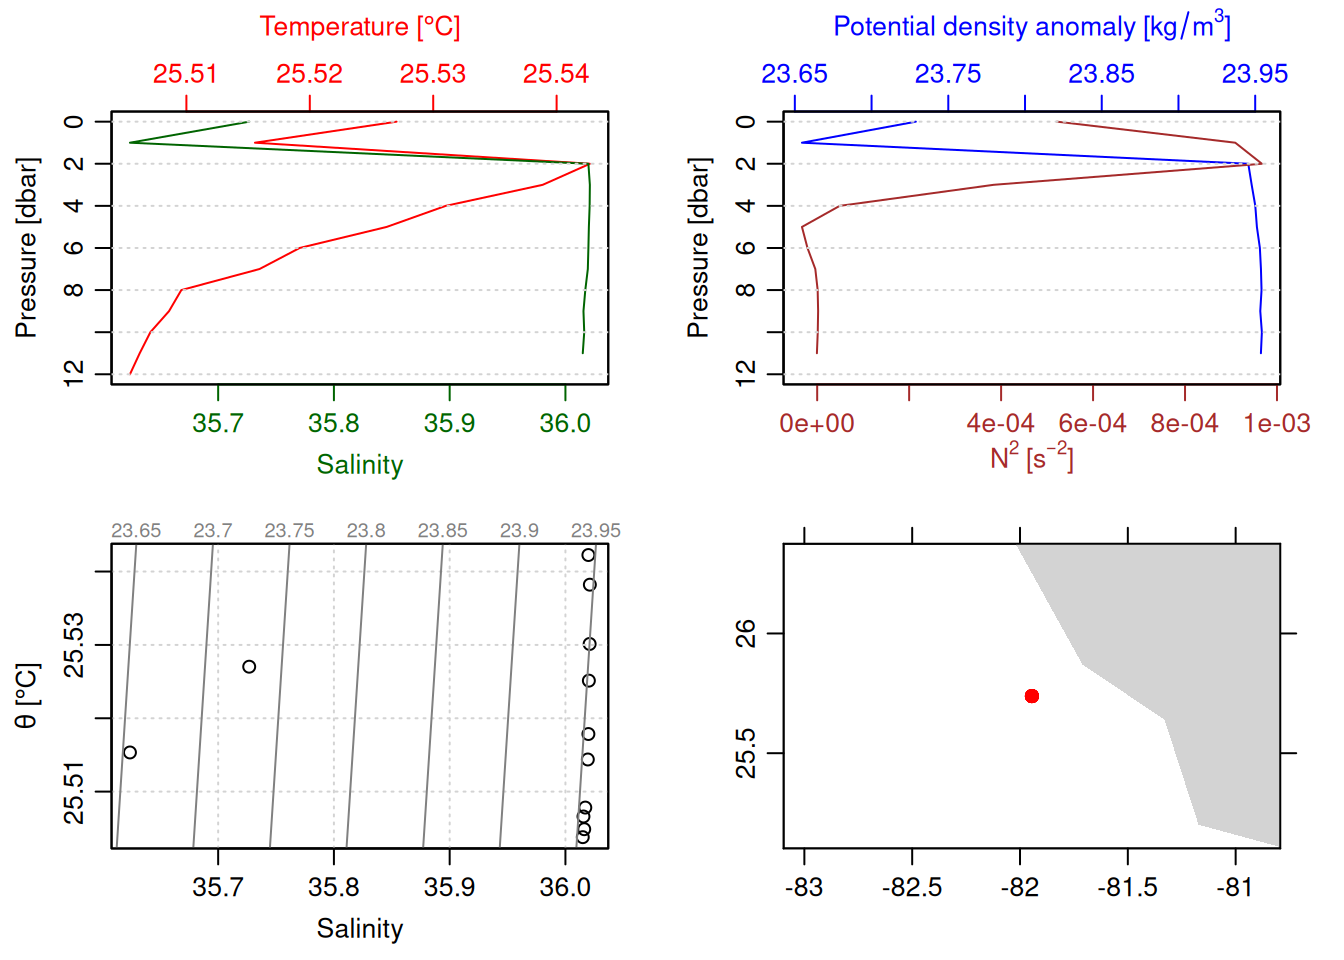 Temperature [°C]
25.51 25.52 25.53 25.54
Pressure [dbar]
0 2 4 6 8 12
35.7 35.8 35.9 36.0
Salinity
Potential density anomaly [kg/m³]
23.65 23.75 23.85 23.95
Pressure [dbar]
0 2 4 6 8 12
0e+00 4e-04 6e-04 8e-04 1e-03
N² [s⁻²]
23.65 23.7 23.75 23.8 23.85 23.9 23.95
θ [°C]
25.53
25.51
35.7 35.8 35.9 36.0
Salinity
26
25.5
-83 -82.5 -82 -81.5 -81